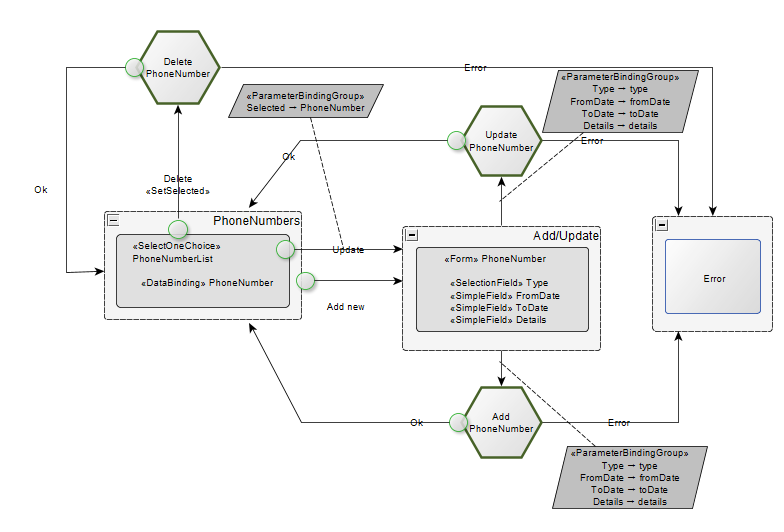 Delete
PhoneNumber
Error
«ParameterBindingGroup»
Type → type
FromDate → fromDate
ToDate → toDate
Details → details
«ParameterBindingGroup»
Selected → PhoneNumber
Update
PhoneNumber
Error
Ok
Ok
Delete
«SetSelected»
PhoneNumbers
«SelectOneChoice»
PhoneNumberList
«DataBinding» PhoneNumber
Update
Add new
Add/Update
«Form» PhoneNumber
«SelectionField» Type
«SimpleField» FromDate
«SimpleField» ToDate
«SimpleField» Details
Error
Ok
Add
PhoneNumber
Error
«ParameterBindingGroup»
Type → type
FromDate → fromDate
ToDate → toDate
Details → details